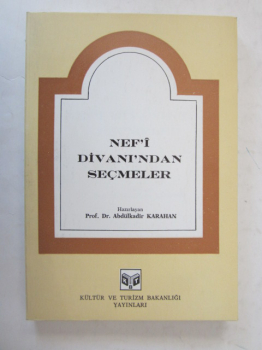 NEF'Î
DİVANI'NDAN
SEÇMELER
Hazırlayan
Prof. Dr. Abdülkadir KARAHAN
KÜLTÜR VE TURİZM BAKANLIĞI
YAYINLARI